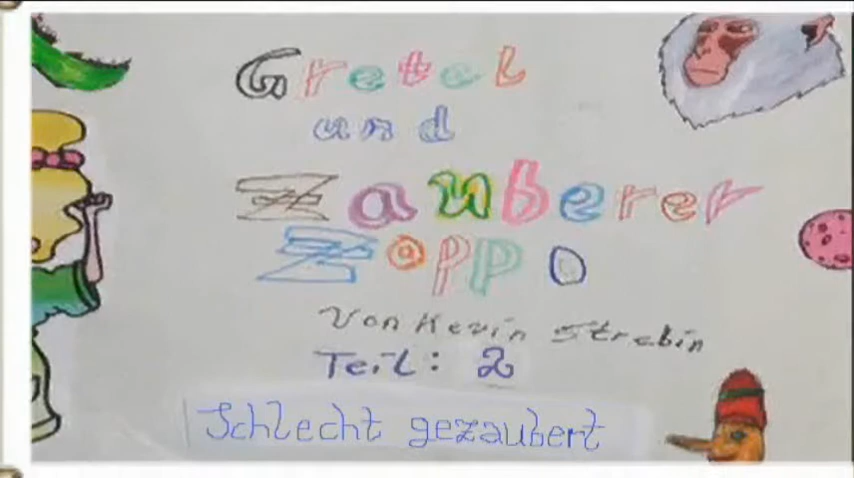 Gretel
und
Zauberer
Zoppo
Von Kevin Strebin
Teil: 2
Schlecht gezaubert